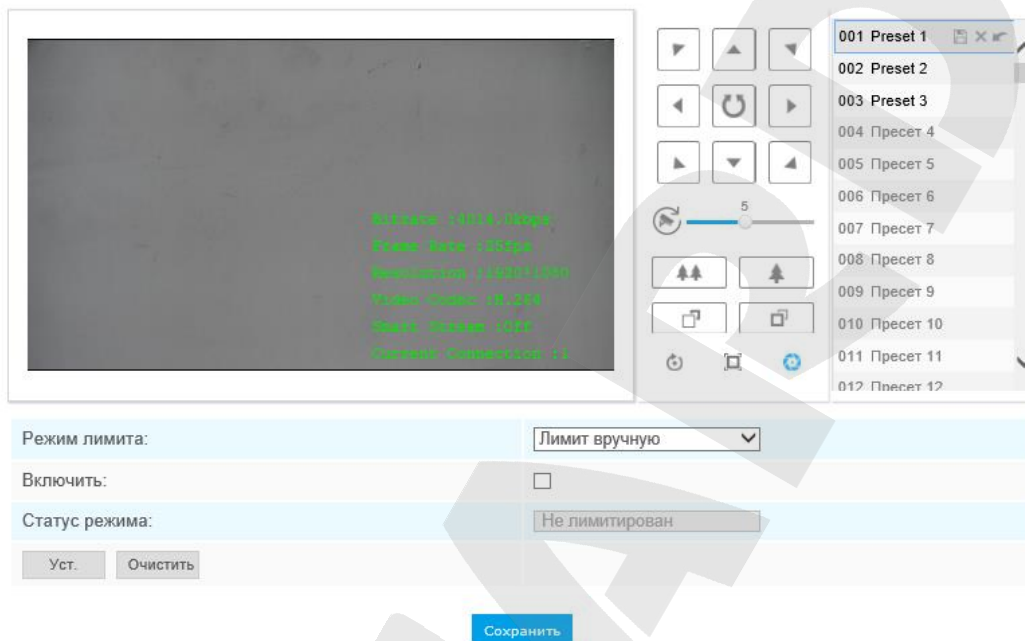 001 Preset 1
002 Preset 2
003 Preset 3
004 Пресет 4
005 Пресет 5
006 Пресет 6
007 Пресет 7
008 Пресет 8
009 Пресет 9
010 Пресет 10
011 Пресет 11
012 Пресет 12
5
Frame Rate :25fps
Resolution :1920*1080
Video Codec :H.264
Smart Stream :Off
Current Connection :1
Режим лимита:
Лимит вручную
Включить:
Статус режима:
Не лимитирован
Уст.
Очистить
Сохранить